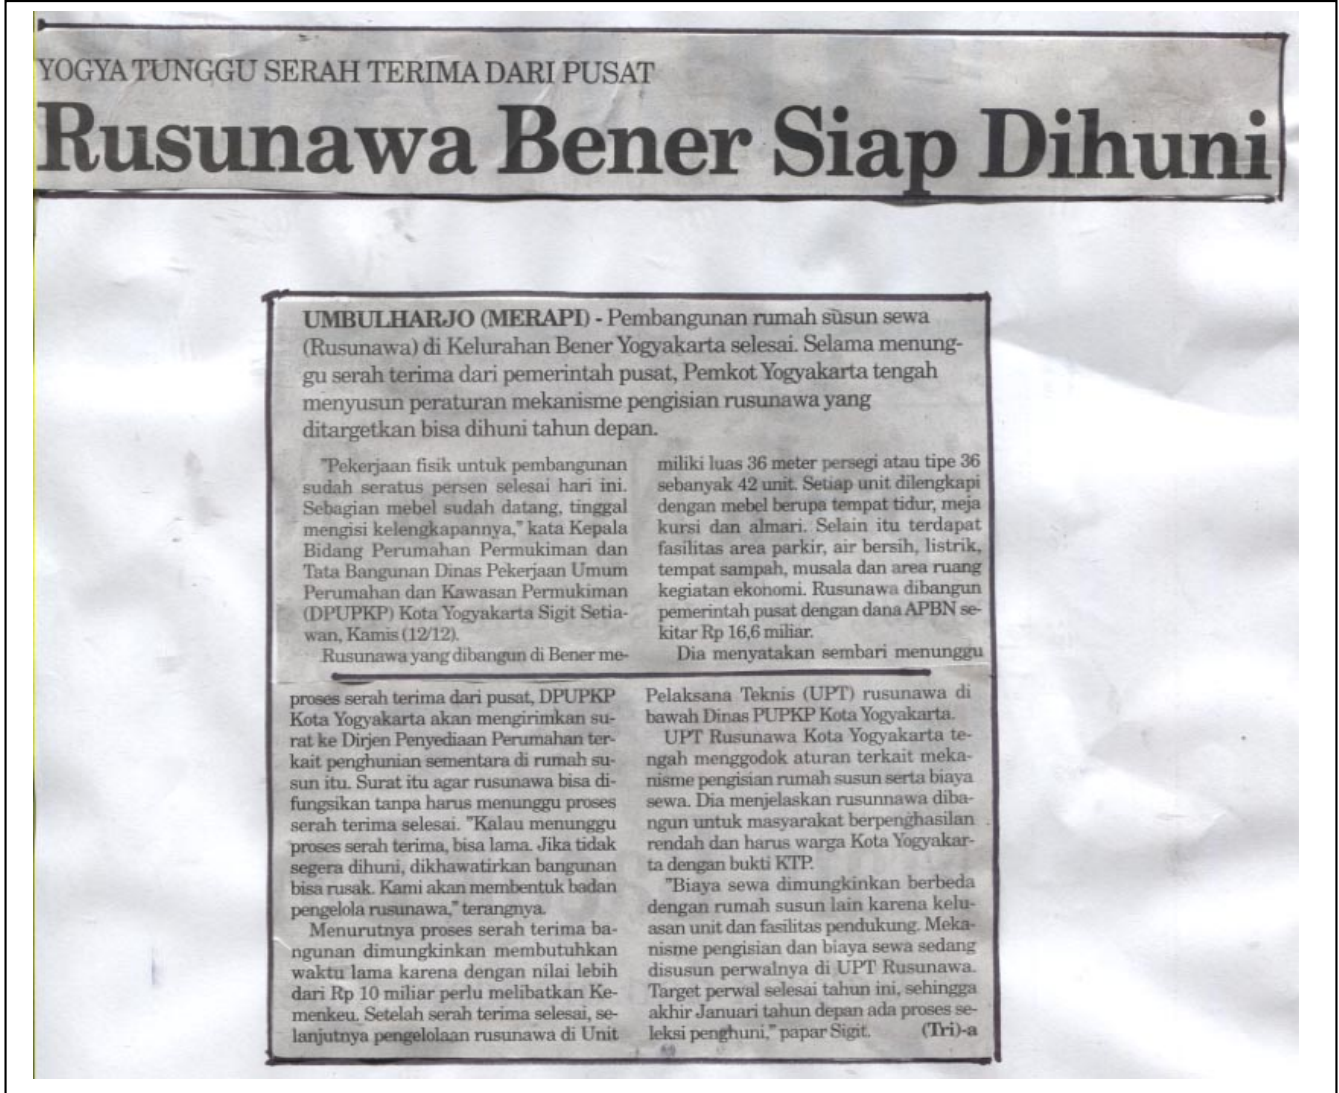 YOGYA TUNGGU SERAH TERIMA DARI PUSAT
Rusunawa Bener Siap Dihuni
UMBULHARJO (MERAPI) - Pembangunan rumah susun sewa
(Rusunawa) di Kelurahan Bener Yogyakarta selesai. Selama menung-
gu serah terima dari pemerintah pusat, Pemkot Yogyakarta tengah
menyusun peraturan mekanisme pengisian rusunawa yang
ditargetkan bisa dihuni tahun depan.
"Pekerjaan fisik untuk pembangunan
sudah seratus persen selesai hari ini.
Sebagian mebel sudah datang, tinggal
mengisi kelengkapannya," kata Kepala
Bidang Perumahan Permukiman dan
Tata Bangunan Dinas Pekerjaan Umum
Perumahan dan Kawasan Permukiman
(DPUPKP) Kota Yogyakarta Sigit Setia-
wan, Kamis (12/12).
Rusunawa yang dibangun di Bener me-
miliki luas 36 meter persegi atau tipe 36
sebanyak 42 unit. Setiap unit dilengkapi
dengan mebel berupa tempat tidur, meja
kursi dan almari. Selain itu terdapat
fasilitas area parkir, air bersih, listrik,
tempat sampah, musala dan area ruang
kegiatan ekonomi. Rusunawa dibangun
pemerintah pusat dengan dana APBN se-
kitar Rp 16,6 miliar.
Dia menyatakan sembari menunggu
proses serah terima dari pusat, DPUPKP
Kota Yogyakarta akan mengirimkan su-
rat ke Dirjen Penyediaan Perumahan ter-
kait penghunian sementara di rumah su-
sun itu. Surat itu agar rusunawa bisa di-
fungsikan tanpa harus menunggu proses
serah terima selesai. "Kalau menunggu
proses serah terima, bisa lama. Jika tidak
segera dihuni, dikhawatirkan bangunan
bisa rusak. Kami akan membentuk badan
pengelola rusunawa," terangnya.
Menurutnya proses serah terima ba-
ngunan dimungkinkan membutuhkan
waktu lama karena dengan nilai lebih
dari Rp 10 miliar perlu melibatkan Ke-
menkeu. Setelah serah terima selesai, se-
lanjutnya pengelolaan rusunawa di Unit
Pelaksana Teknis (UPT) rusunawa di
bawah Dinas PUPKP Kota Yogyakarta.
UPT Rusunawa Kota Yogyakarta te-
ngah menggodok aturan terkait meka-
nisme pengisian rumah susun serta biaya
sewa. Dia menjelaskan rusunnawa diba-
ngun untuk masyarakat berpenghasilan
rendah dan harus warga Kota Yogyakar-
ta dengan bukti KTP.
"Biaya sewa dimungkinkan berbeda
dengan rumah susun lain karena kelu-
asan unit dan fasilitas pendukung. Meka-
nisme pengisian dan biaya sewa sedang
disusun perwalnya di UPT Rusunawa.
Target perwal selesai tahun ini, sehingga
akhir Januari tahun depan ada proses se-
leksi penghuni," papar Sigit. (Tri)-a